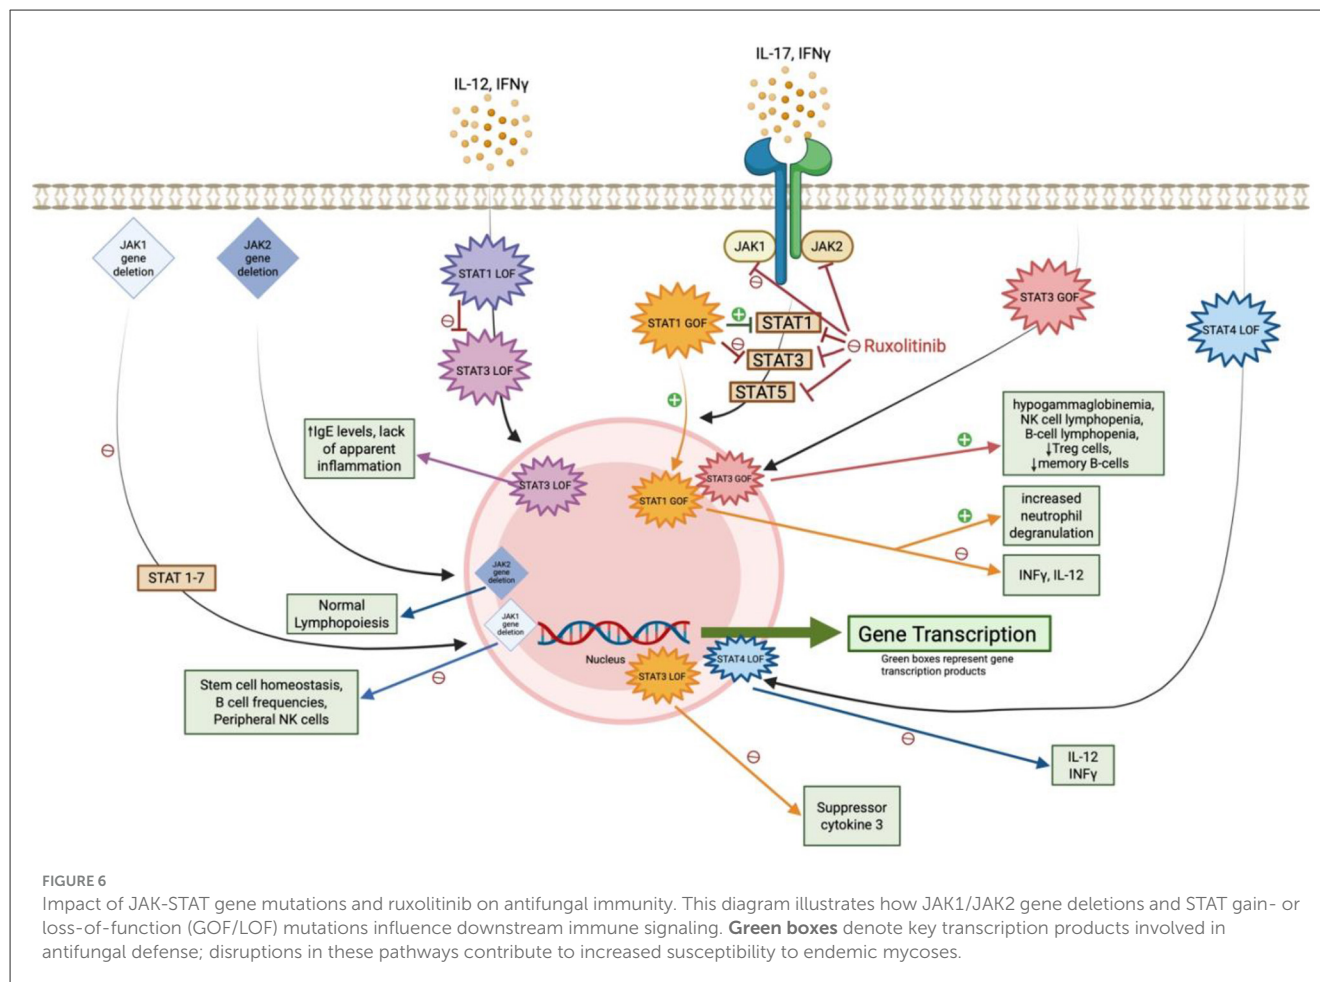 IL-17, IFNγ
IL-12, IFNγ
JAK1
gene
deletion
JAK2
gene
deletion
STAT1 LOF
JAK1
JAK2
STAT3 GOF
STAT1 GOF
STAT1
STAT4 LOF
⊖ Ruxolitinib
STAT3
STAT3 LOF
STAT5
↑IgE levels, lack
of apparent
inflammation
hypogammaglobinemia,
NK cell lymphopenia,
B-cell lymphopenia,
↓Treg cells,
↓memory B-cells
STAT3 LOF
STAT3 GOF
STAT1 GOF
increased
neutrophil
degranulation
INFγ, IL-12
STAT 1-7
JAK2
gene
deletion
Normal
Lymphopoiesis
JAK1
gene
deletion
Nucleus
Gene Transcription
Green boxes represent gene
transcription products
STAT4 LOF
STAT3 LOF
Stem cell homeostasis,
B cell frequencies,
Peripheral NK cells
IL-12
INFγ
Suppressor
cytokine 3
FIGURE 6
Impact of JAK-STAT gene mutations and ruxolitinib on antifungal immunity. This diagram illustrates how JAK1/JAK2 gene deletions and STAT gain- or
loss-of-function (GOF/LOF) mutations influence downstream immune signaling. Green boxes denote key transcription products involved in
antifungal defense; disruptions in these pathways contribute to increased susceptibility to endemic mycoses.